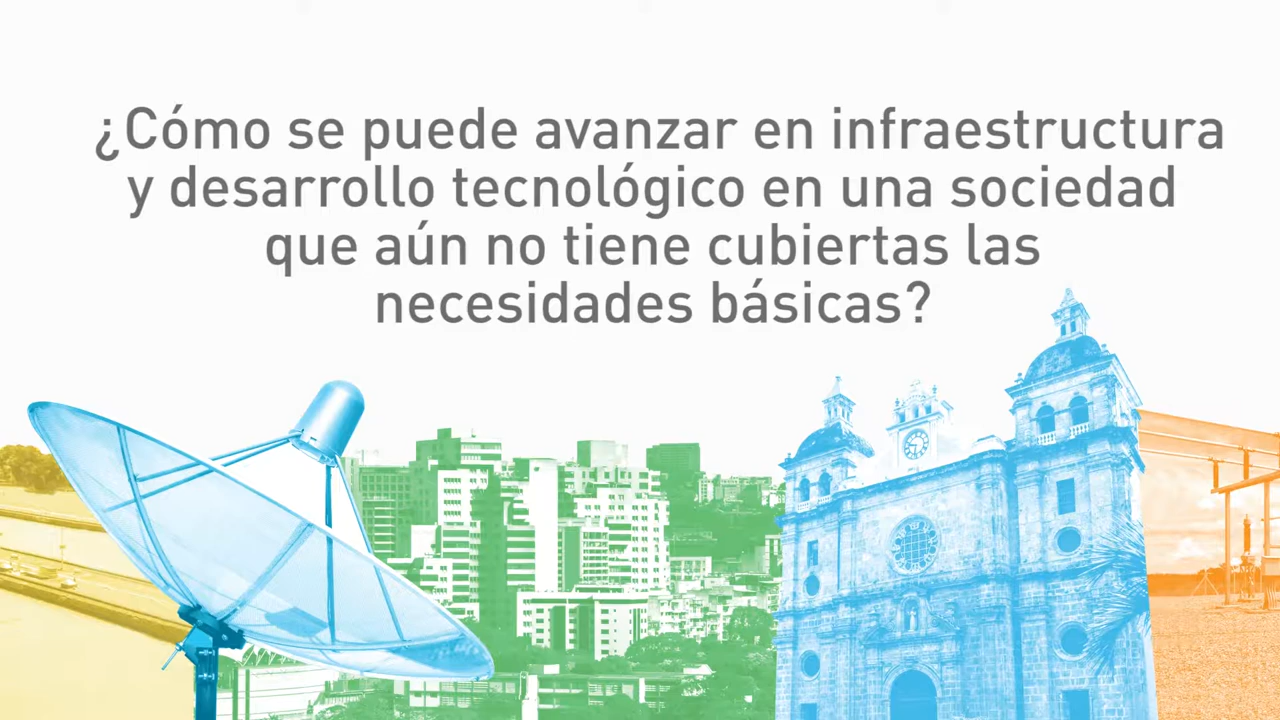 ¿Cómo se puede avanzar en infraestructura
y desarrollo tecnológico en una sociedad
que aún no tiene cubiertas las
necesidades básicas?